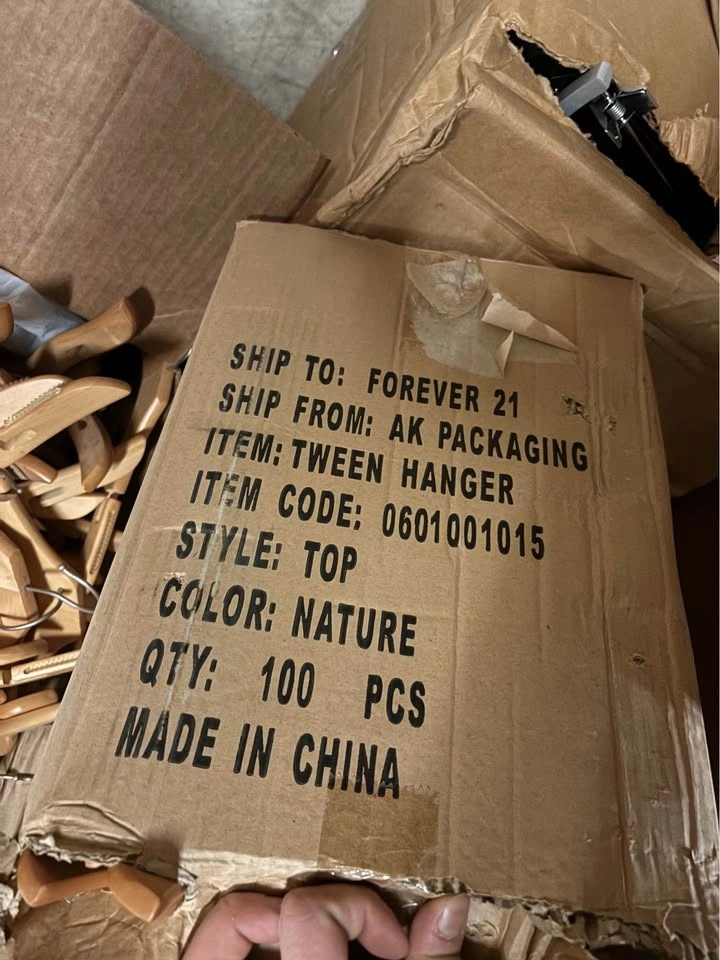 SHIP TO: FOREVER 21
SHIP FROM: AK PACKAGING
ITEM: TWEEN HANGER
ITEM CODE: 0601001015
STYLE: TOP
COLOR: NATURE
QTY: 100 PCS
MADE IN CHINA